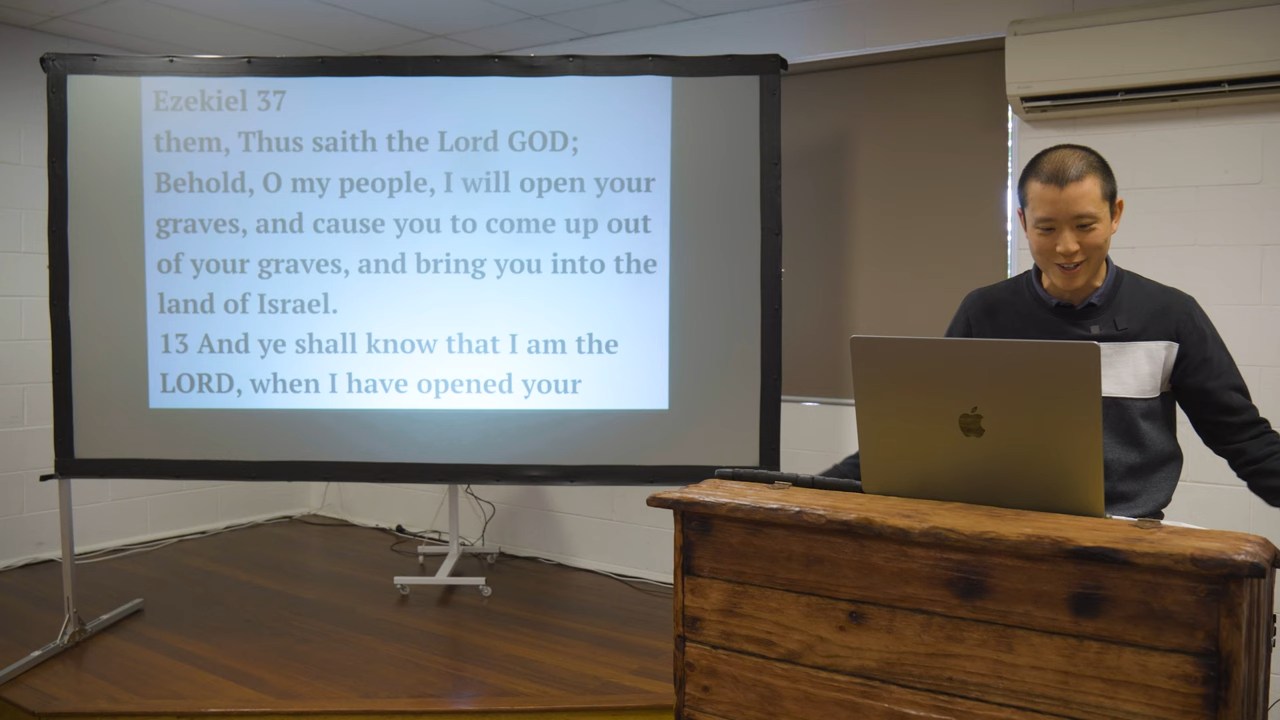 Ezekiel 37
them, Thus saith the Lord GOD;
Behold, O my people, I will open your
graves, and cause you to come up out
of your graves, and bring you into the
land of Israel.
13 And ye shall know that I am the
LORD, when I have opened your